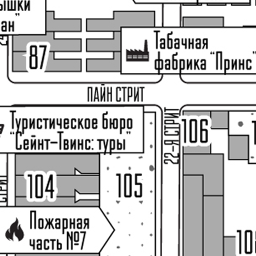 ышки
ан"
87
Табачная
фабрика "Принс"
ПАЙН СТРИТ
Туристическое бюро
"Сейнт-Твинс: туры"
22-Я СТРИТ
106
104
105
Пожарная
часть №7